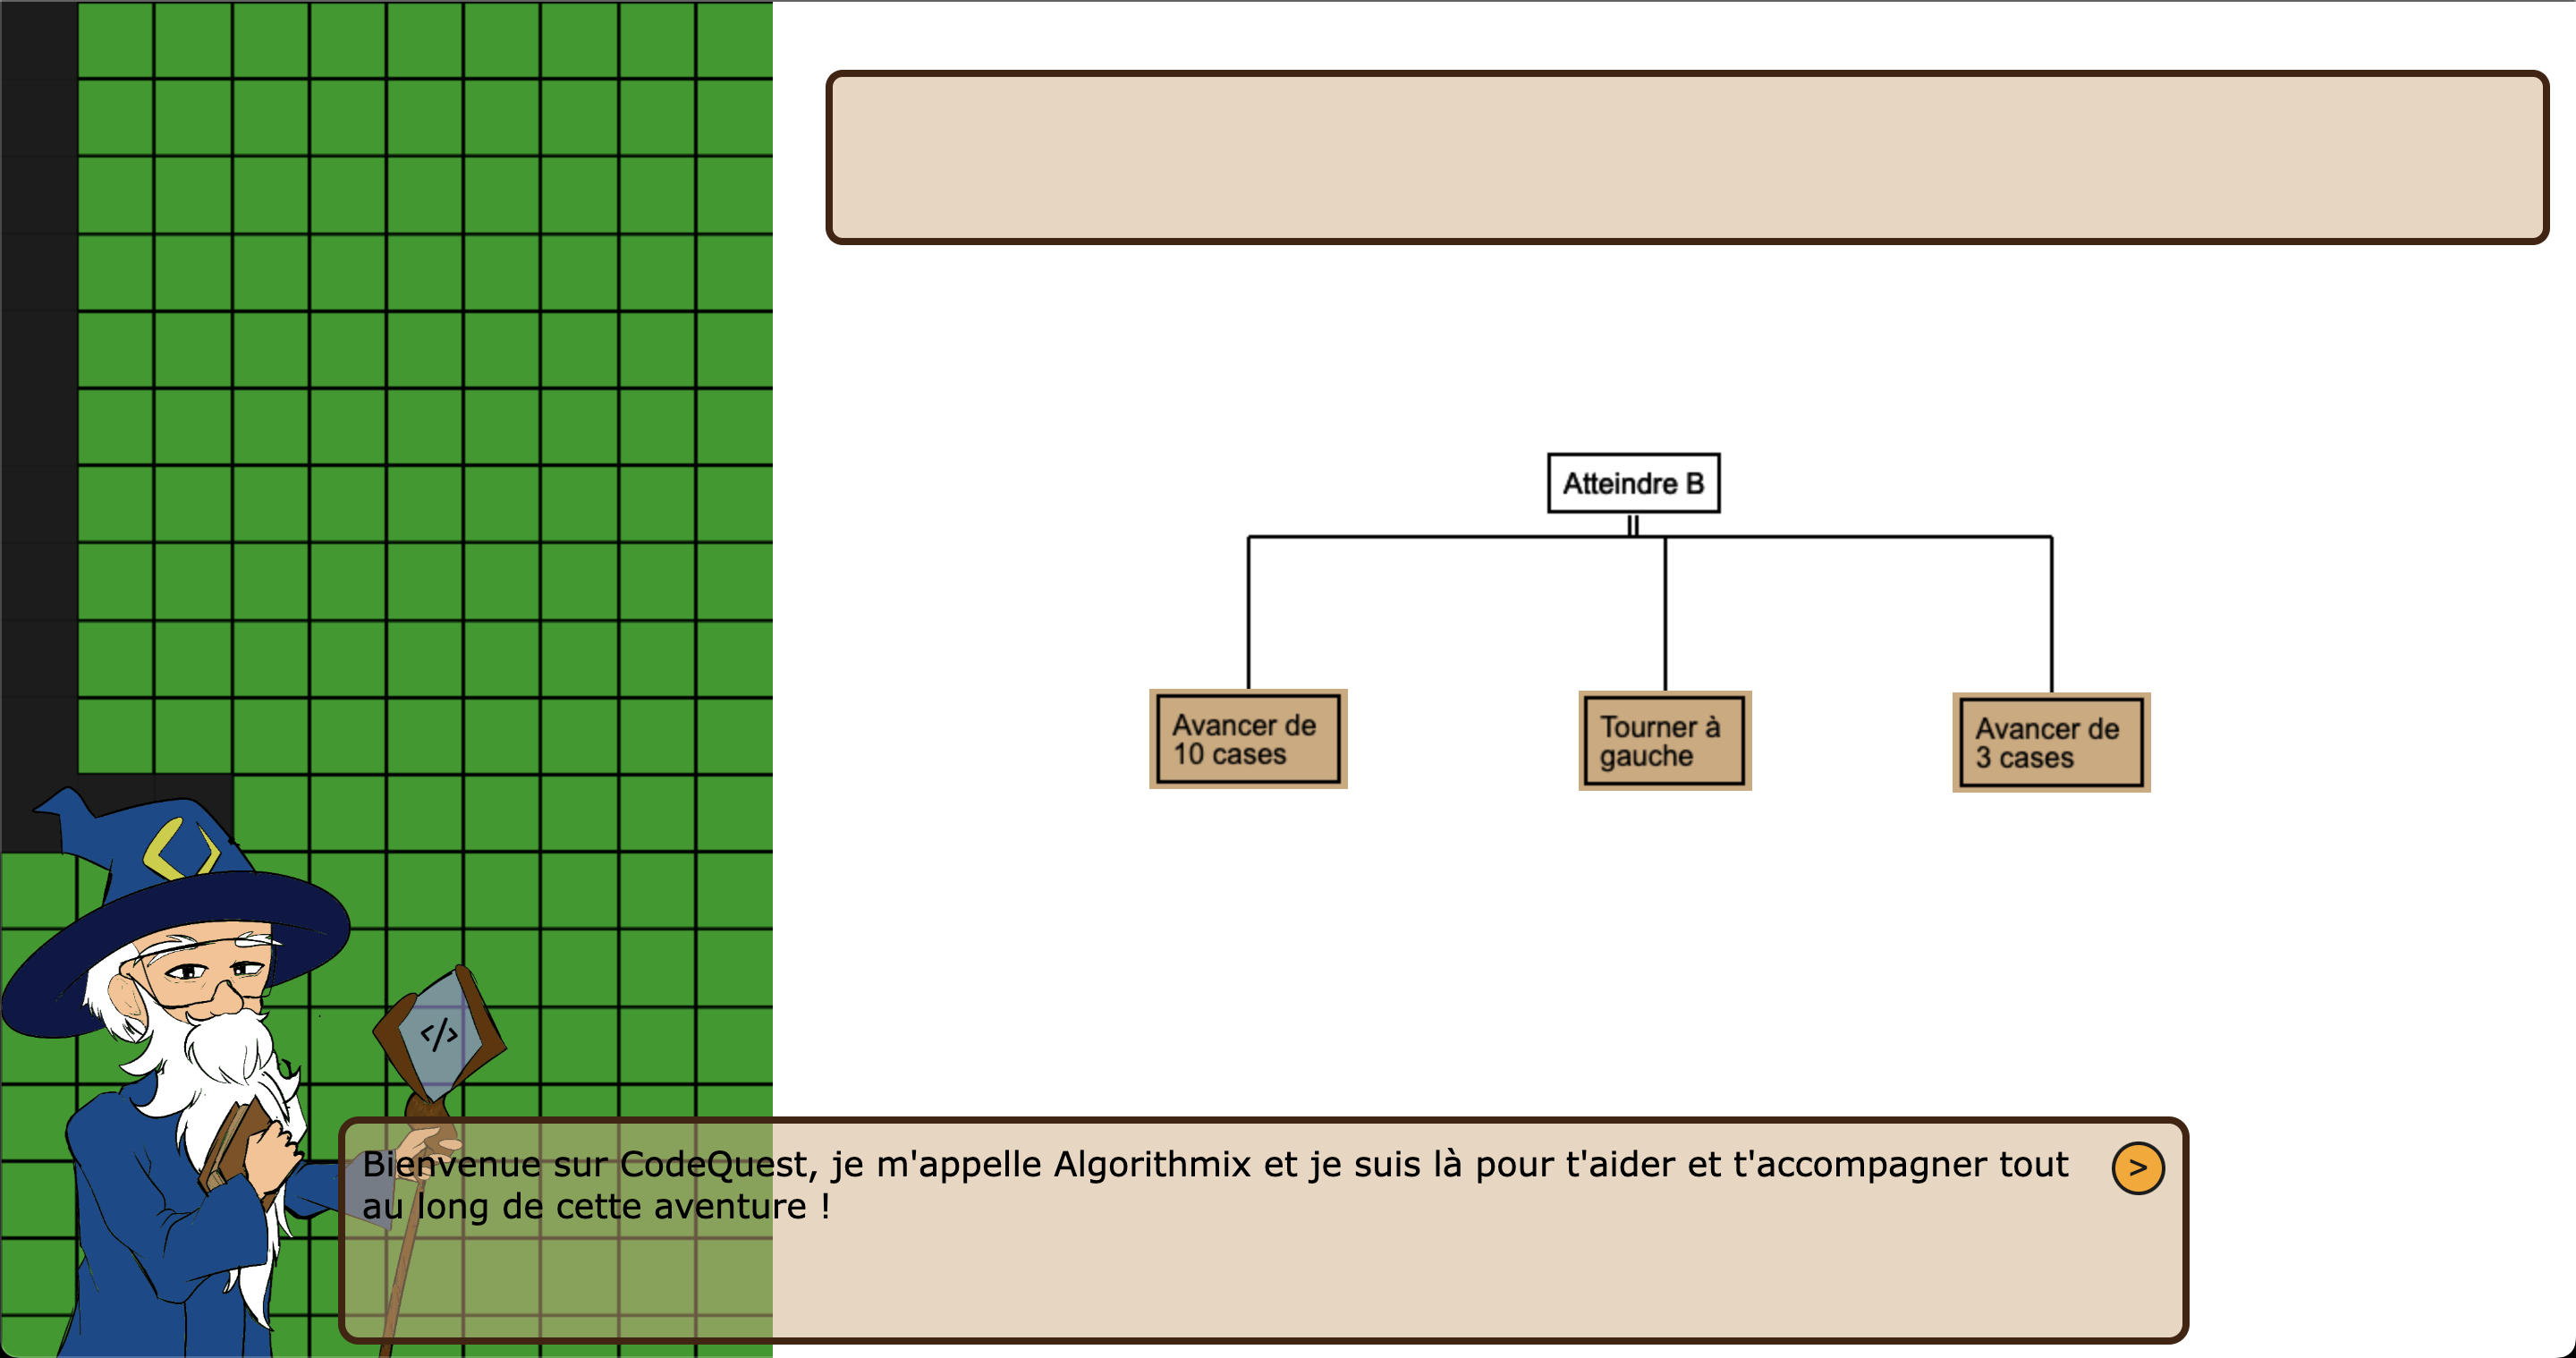 Atteindre B
Avancer de
10 cases
Tourner à
gauche
Avancer de
3 cases
</>
Bienvenue sur CodeQuest, je m'appelle Algorithmix et je suis là pour t'aider et t'accompagner tout
au long de cette aventure !
>